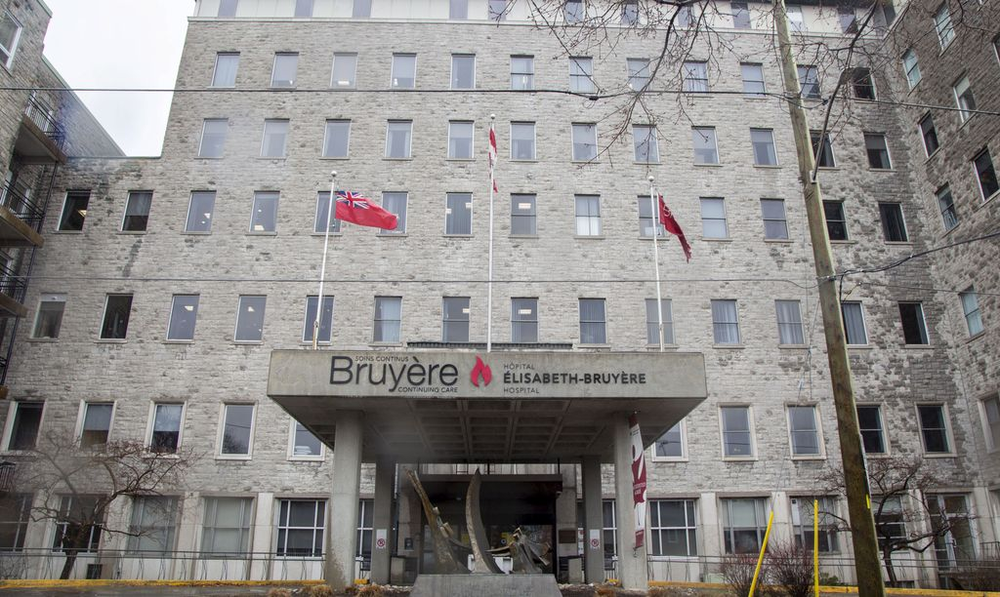 SOINS CONTINUS
Bruyère
CONTINUING CARE
HÔPITAL
ÉLISABETH-BRUYÈRE
HOSPITAL